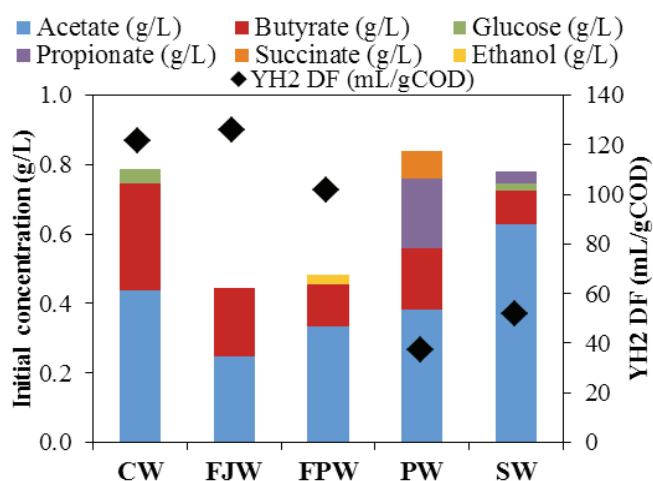 Acetate (g/L) Butyrate (g/L) Glucose (g/L)
Propionate (g/L) Succinate (g/L) Ethanol (g/L)
YH2 DF (mL/gCOD)
Initial concentration (g/L)
1.0
0.8
0.6
0.4
0.2
0.0
140
120
100
80
60
40
20
0
YH2 DF (mL/gCOD)
CW FJW FPW PW SW